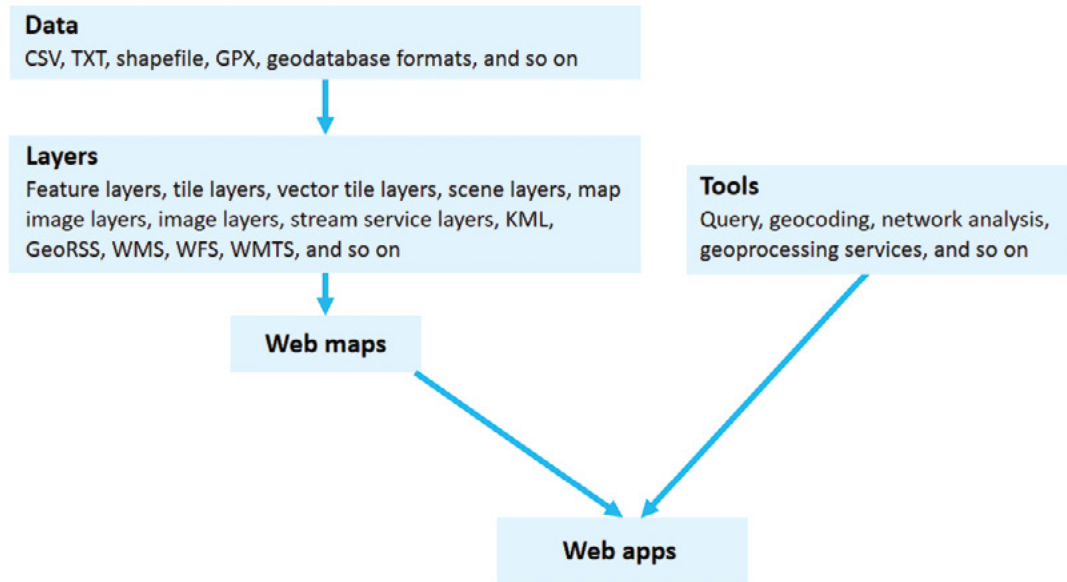 Data
CSV, TXT, shapefile, GPX, geodatabase formats, and so on
Layers
Feature layers, tile layers, vector tile layers, scene layers, map
image layers, image layers, stream service layers, KML,
GeoRSS, WMS, WFS, WMTS, and so on
Tools
Query, geocoding, network analysis,
geoprocessing services, and so on
Web maps
Web apps